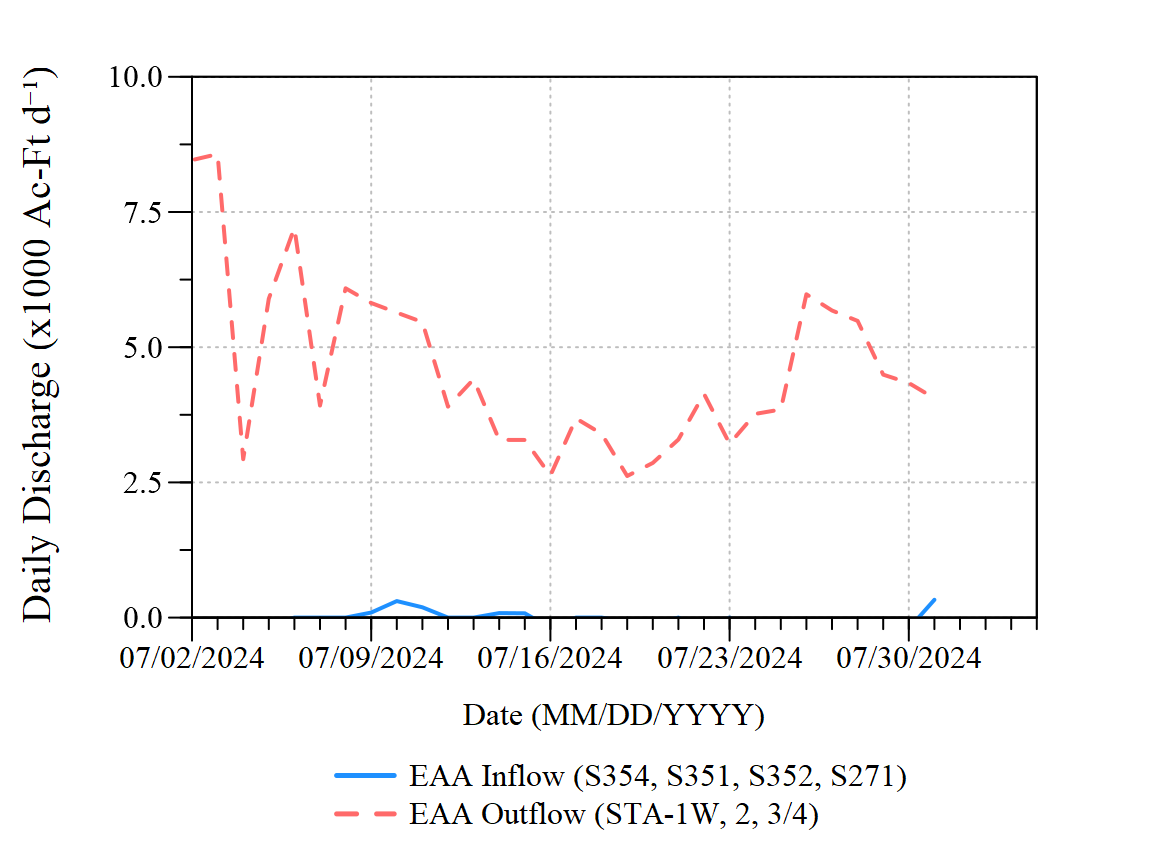 Daily Discharge (x1000 Ac-Ft d⁻¹)
10.0
7.5
5.0
2.5
0.0
07/02/2024 07/09/2024 07/16/2024 07/23/2024 07/30/2024
Date (MM/DD/YYYY)
EAA Inflow (S354, S351, S352, S271)
EAA Outflow (STA-1W, 2, 3/4)